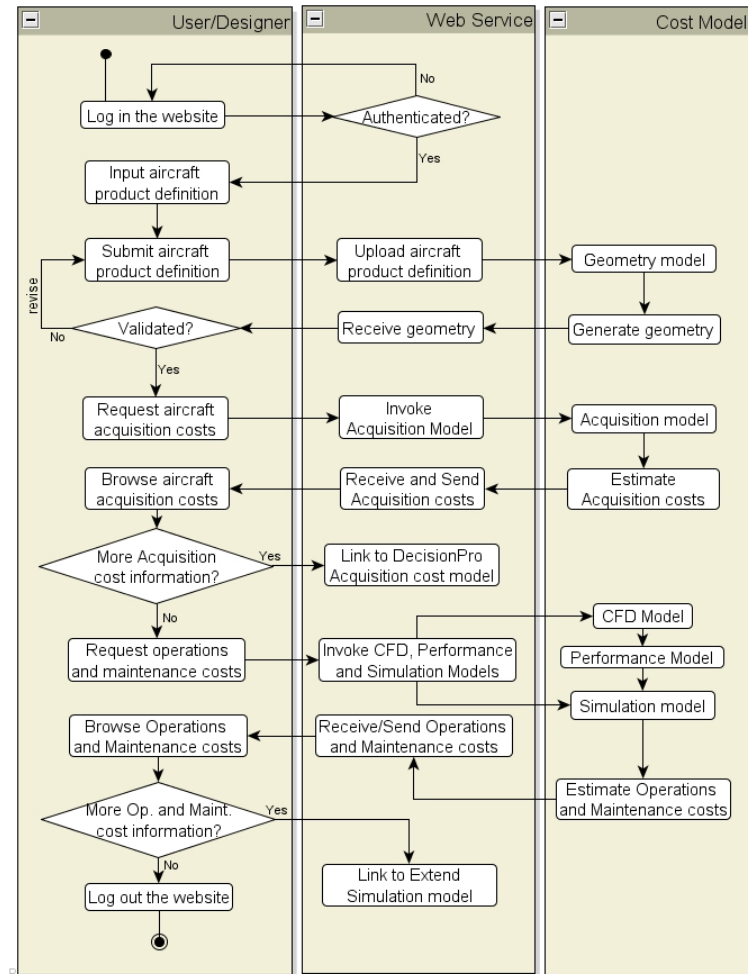 User/Designer
Web Service
Cost Model
No
Log in the website
Authenticated?
Yes
Input aircraft
product definition
Submit aircraft
product definition
Upload aircraft
product definition
Geometry model
revise
Validated?
No
Receive geometry
Generate geometry
Yes
Request aircraft
acquisition costs
Invoke
Acquisition Model
Acquisition model
Browse aircraft
acquisition costs
Receive and Send
Acquisition costs
Estimate
Acquisition costs
More Acquisition
cost information?
Yes
Link to DecisionPro
Acquisition cost model
No
CFD Model
Request operations
and maintenance costs
Invoke CFD, Performance
and Simulation Models
Performance Model
Simulation model
Browse Operations
and Maintenance costs
Receive/Send Operations
and Maintenance costs
Estimate Operations
and Maintenance costs
More Op. and Maint.
cost information?
Yes
No
Link to Extend
Simulation model
Log out the website